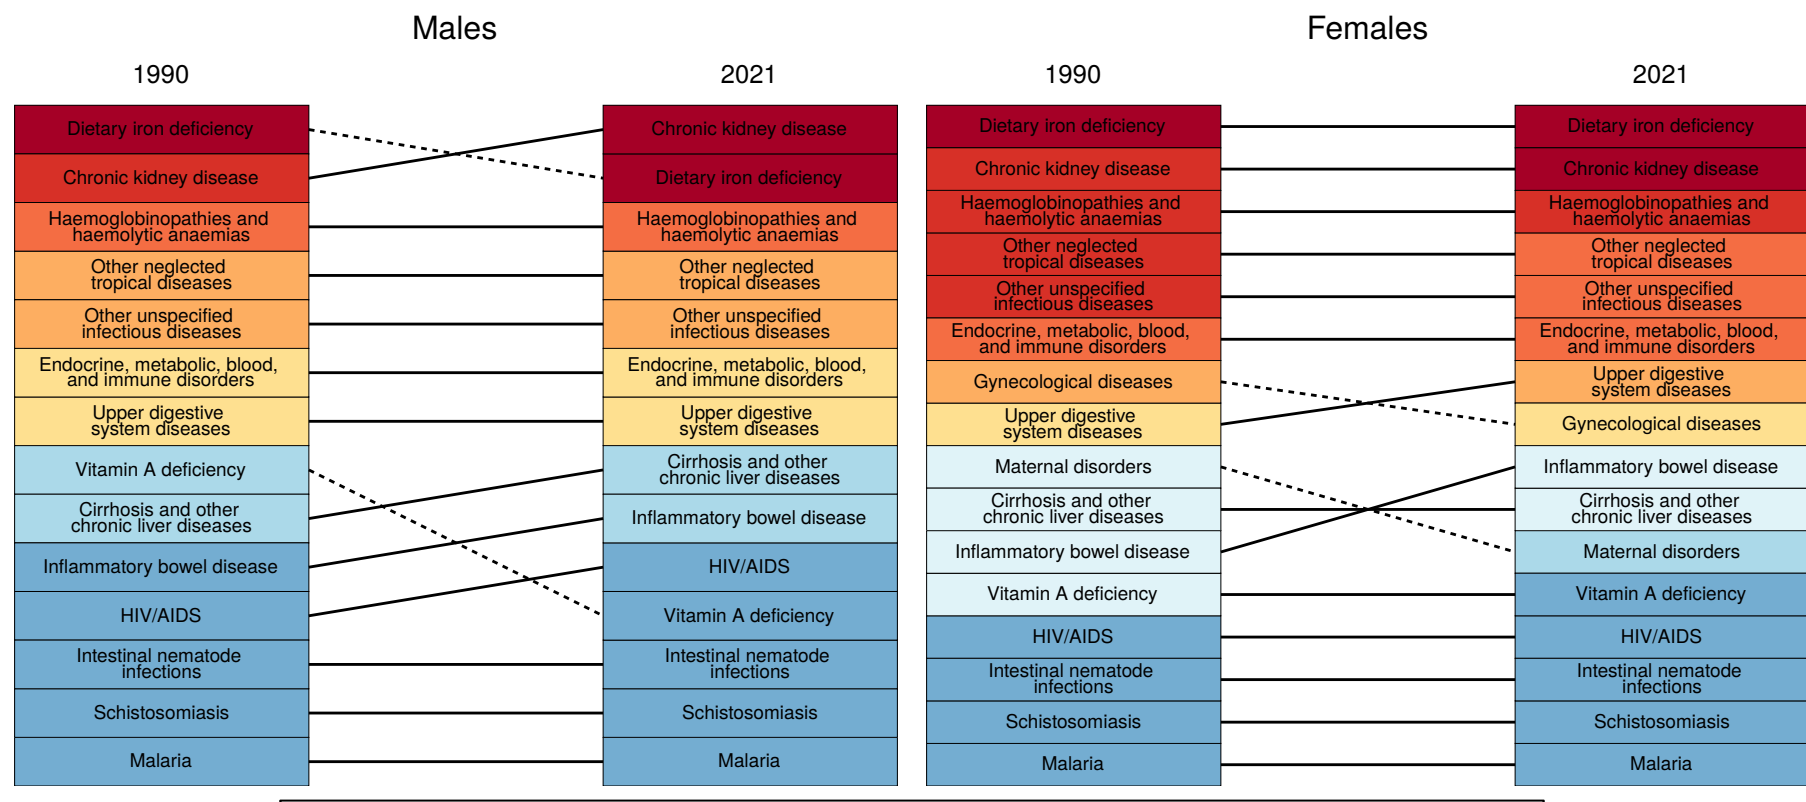 Males
Females
1990
2021
1990
2021
Dietary iron deficiency
Chronic kidney disease
Haemoglobinopathies and
haemolytic anaemias
Other neglected
tropical diseases
Other unspecified
infectious diseases
Endocrine, metabolic, blood,
and immune disorders
Upper digestive
system diseases
Vitamin A deficiency
Cirrhosis and other
chronic liver diseases
Inflammatory bowel disease
HIV/AIDS
Intestinal nematode
infections
Schistosomiasis
Malaria
Chronic kidney disease
Dietary iron deficiency
Haemoglobinopathies and
haemolytic anaemias
Other neglected
tropical diseases
Other unspecified
infectious diseases
Endocrine, metabolic, blood,
and immune disorders
Upper digestive
system diseases
Cirrhosis and other
chronic liver diseases
Inflammatory bowel disease
HIV/AIDS
Vitamin A deficiency
Intestinal nematode
infections
Schistosomiasis
Malaria
Dietary iron deficiency
Chronic kidney disease
Haemoglobinopathies and
haemolytic anaemias
Other neglected
tropical diseases
Other unspecified
infectious diseases
Endocrine, metabolic, blood,
and immune disorders
Gynecological diseases
Upper digestive
system diseases
Maternal disorders
Cirrhosis and other
chronic liver diseases
Inflammatory bowel disease
Vitamin A deficiency
HIV/AIDS
Intestinal nematode
infections
Schistosomiasis
Malaria
Dietary iron deficiency
Chronic kidney disease
Haemoglobinopathies and
haemolytic anaemias
Other neglected
tropical diseases
Other unspecified
infectious diseases
Endocrine, metabolic, blood,
and immune disorders
Upper digestive
system diseases
Gynecological diseases
Inflammatory bowel disease
Cirrhosis and other
chronic liver diseases
Maternal disorders
Vitamin A deficiency
HIV/AIDS
Intestinal nematode
infections
Schistosomiasis
Malaria